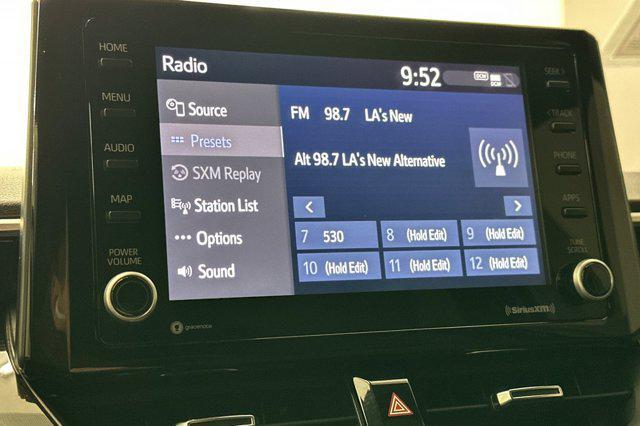 HOME
MENU
AUDIO
MAP
POWER
VOLUME
Radio
9:52
DCM
DCM
Source
Presets
SXM Replay
Station List
Options
Sound
FM 98.7 LA's New
Alt 98.7 LA's New Alternative
< >
7 530 8 (Hold Edit) 9 (Hold Edit)
10 (Hold Edit) 11 (Hold Edit) 12 (Hold Edit)
SEEK >
< TRACK
PHONE
APPS
TUNE
SCROLL
gracenote
SiriusXM